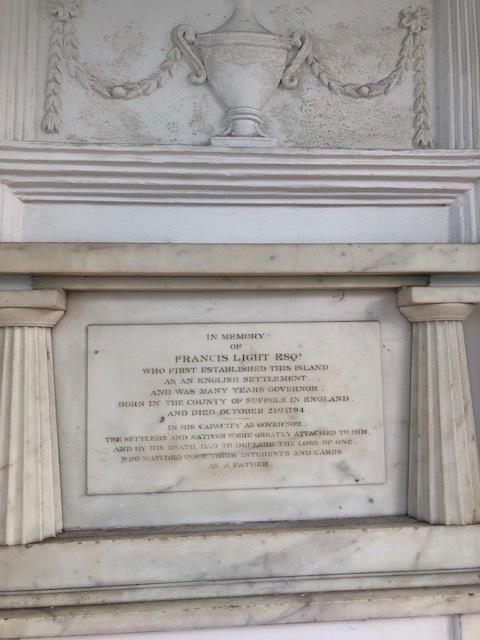 IN MEMORY
OF
FRANCIS LIGHT ESQR.
WHO FIRST ESTABLISHED THIS ISLAND
AS AN ENGLISH SETTLEMENT,
AND WAS MANY YEARS GOVERNOR;
BORN IN THE COUNTY OF SUFFOLK IN ENGLAND,
AND DIED OCTOBER 21ST 1794
IN HIS CAPACITY AS GOVERNOR,
THE SETTLERS AND NATIVES WERE GREATLY ATTACHED TO HIM,
AND BY HIS DEATH HAD TO DEPLORE THE LOSS OF ONE,
WHO WATCHED OVER THEIR INTERESTS AND CARES
AS A FATHER.